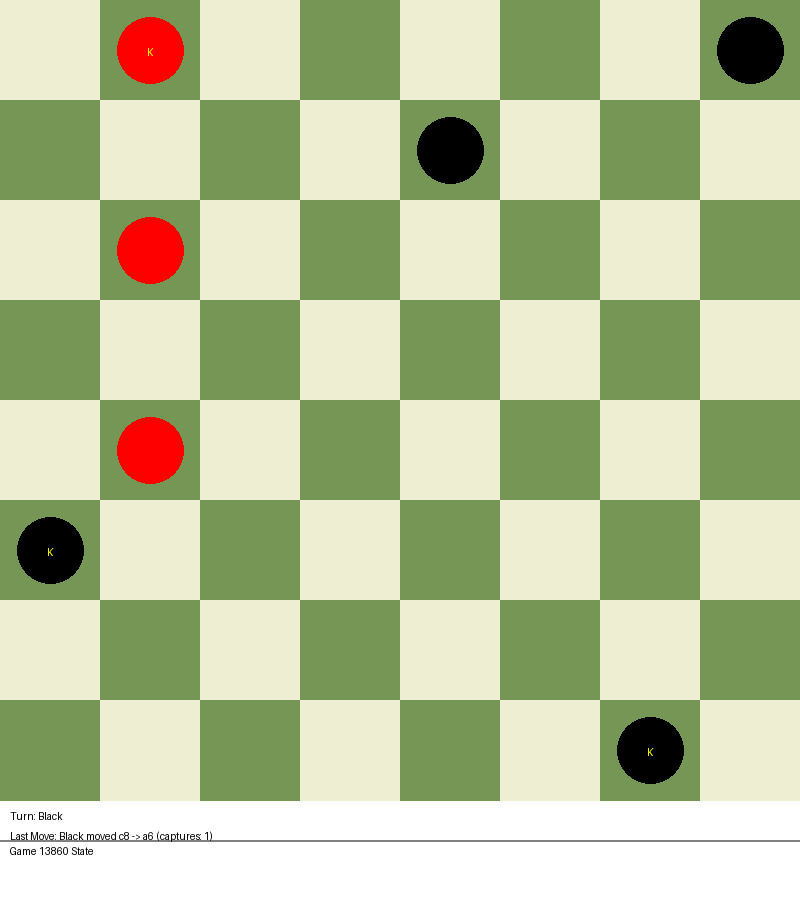 K
K
K
Turn: Black
Last Move: Black moved c8 -> a6 (captures: 1)
Game 13860 State